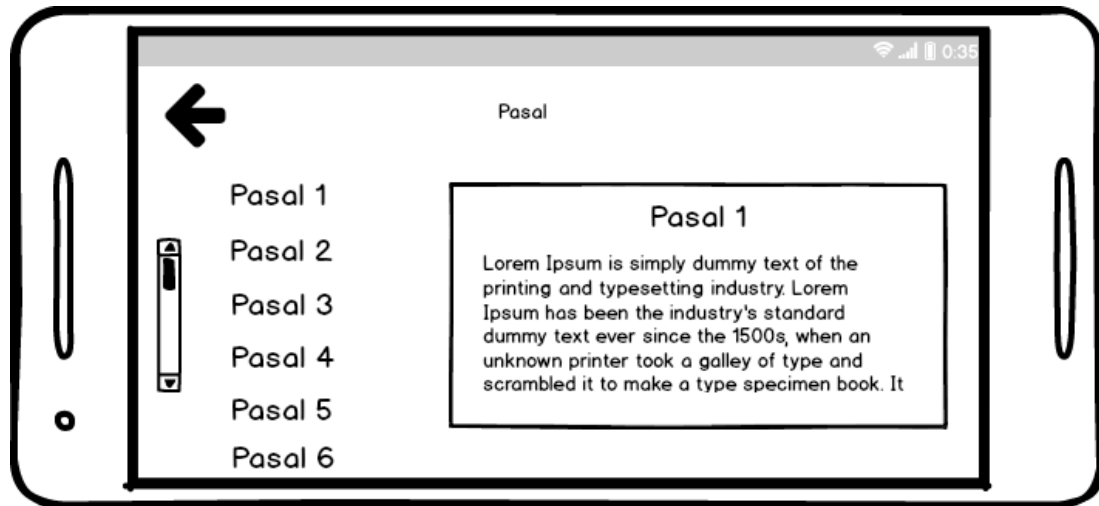 0:35
Pasal
Pasal 1
Pasal 2
Pasal 3
Pasal 4
Pasal 5
Pasal 6
Pasal 1
Lorem Ipsum is simply dummy text of the
printing and typesetting industry. Lorem
Ipsum has been the industry's standard
dummy text ever since the 1500s, when an
unknown printer took a galley of type and
scrambled it to make a type specimen book. It